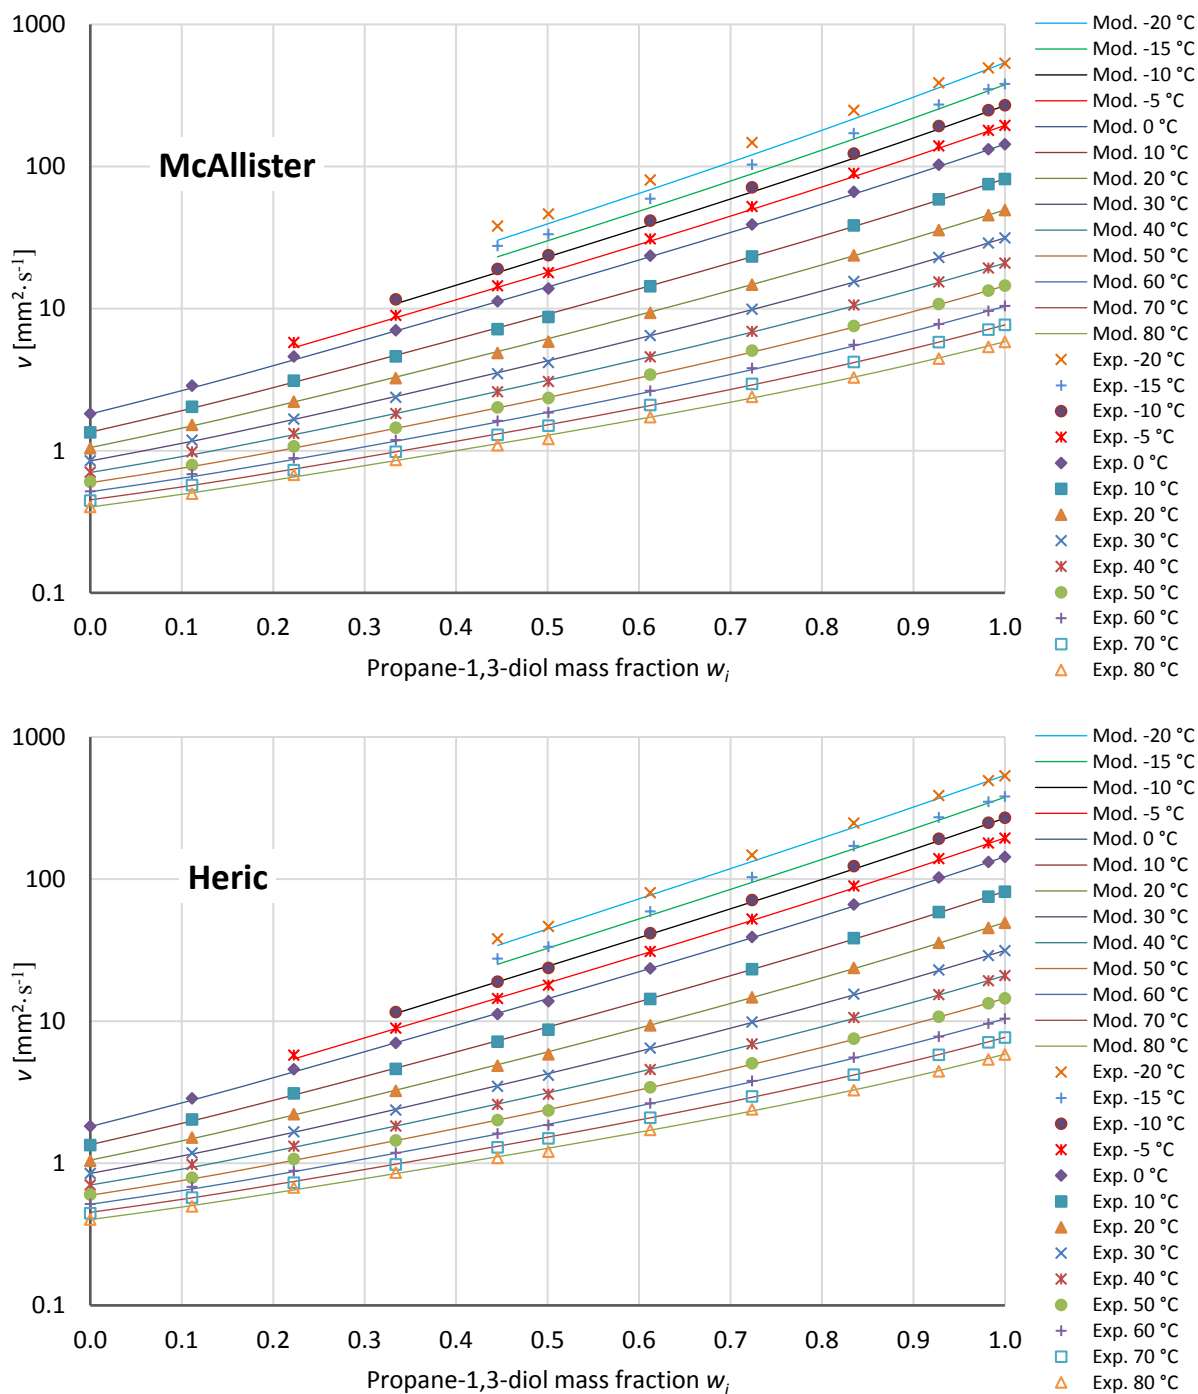 1000
100
10
1
0.1
ν [mm²·s⁻¹]
McAllister
0.0 0.1 0.2 0.3 0.4 0.5 0.6 0.7 0.8 0.9 1.0
Propane-1,3-diol mass fraction wᵢ
Mod. -20 °C
Mod. -15 °C
Mod. -10 °C
Mod. -5 °C
Mod. 0 °C
Mod. 10 °C
Mod. 20 °C
Mod. 30 °C
Mod. 40 °C
Mod. 50 °C
Mod. 60 °C
Mod. 70 °C
Mod. 80 °C
Exp. -20 °C
Exp. -15 °C
Exp. -10 °C
Exp. -5 °C
Exp. 0 °C
Exp. 10 °C
Exp. 20 °C
Exp. 30 °C
Exp. 40 °C
Exp. 50 °C
Exp. 60 °C
Exp. 70 °C
Exp. 80 °C
1000
100
10
1
0.1
ν [mm²·s⁻¹]
Heric
0.0 0.1 0.2 0.3 0.4 0.5 0.6 0.7 0.8 0.9 1.0
Propane-1,3-diol mass fraction wᵢ
Mod. -20 °C
Mod. -15 °C
Mod. -10 °C
Mod. -5 °C
Mod. 0 °C
Mod. 10 °C
Mod. 20 °C
Mod. 30 °C
Mod. 40 °C
Mod. 50 °C
Mod. 60 °C
Mod. 70 °C
Mod. 80 °C
Exp. -20 °C
Exp. -15 °C
Exp. -10 °C
Exp. -5 °C
Exp. 0 °C
Exp. 10 °C
Exp. 20 °C
Exp. 30 °C
Exp. 40 °C
Exp. 50 °C
Exp. 60 °C
Exp. 70 °C
Exp. 80 °C